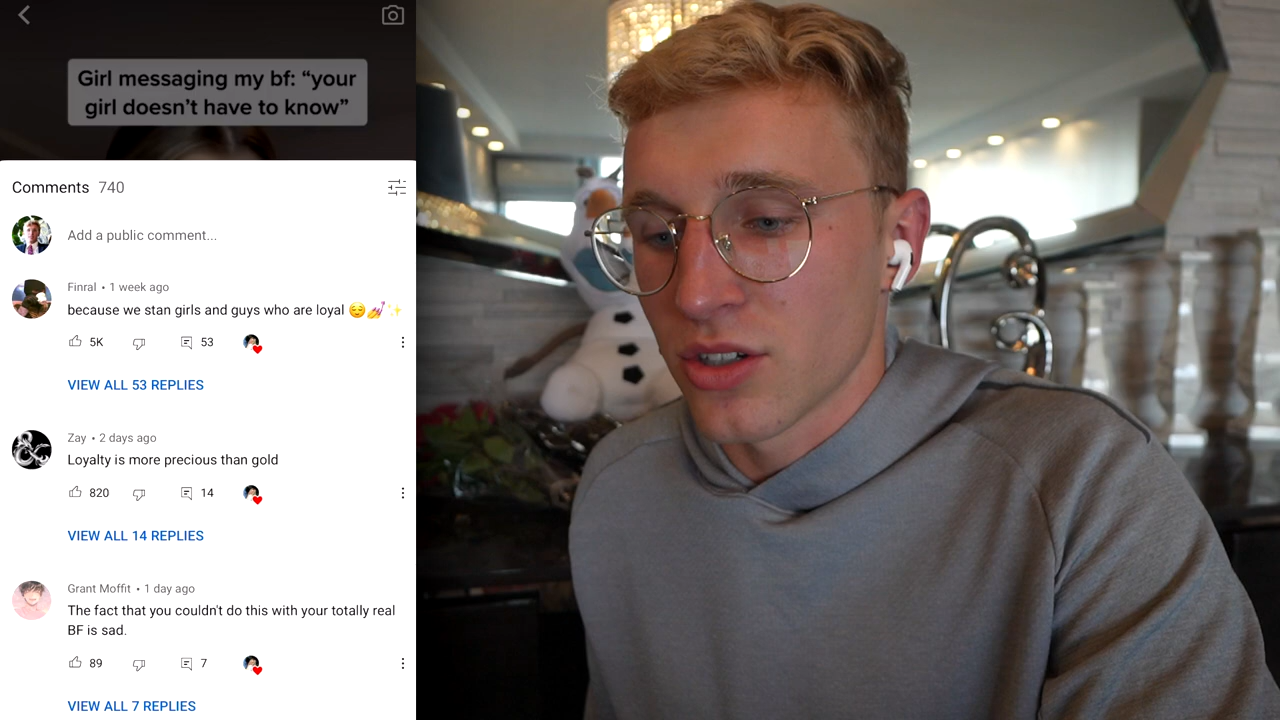 Girl messaging my bf: “your
girl doesn’t have to know”
Comments 740
Add a public comment...
Finral • 1 week ago
because we stan girls and guys who are loyal 😌💅✨
5K 53
VIEW ALL 53 REPLIES
Zay • 2 days ago
Loyalty is more precious than gold
820 14
VIEW ALL 14 REPLIES
Grant Moffit • 1 day ago
The fact that you couldn't do this with your totally real
BF is sad.
89 7
VIEW ALL 7 REPLIES